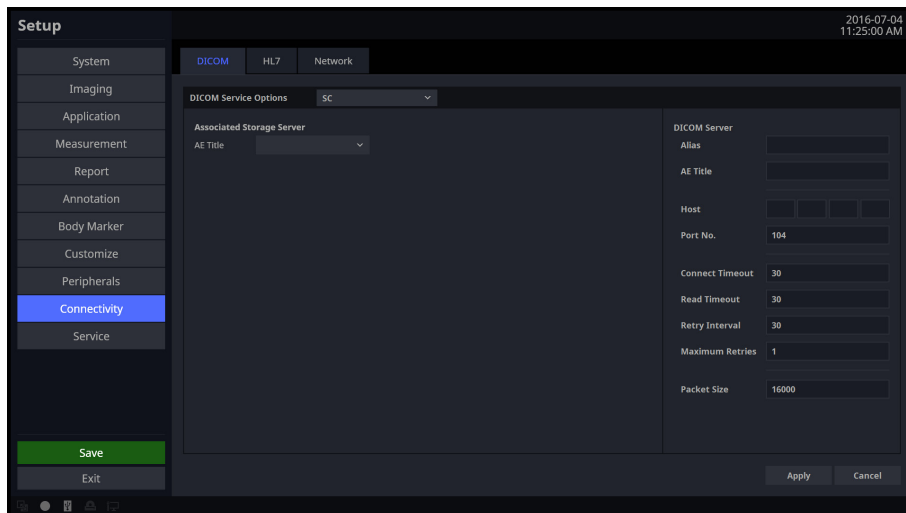 Setup
2016-07-04
11:25:00 AM
System
Imaging
Application
Measurement
Report
Annotation
Body Marker
Customize
Peripherals
Connectivity
Service
Save
Exit
DICOM HL7 Network
DICOM Service Options SC
Associated Storage Server
AE Title
DICOM Server
Alias
AE Title
Host
Port No. 104
Connect Timeout 30
Read Timeout 30
Retry Interval 30
Maximum Retries 1
Packet Size 16000
Apply Cancel